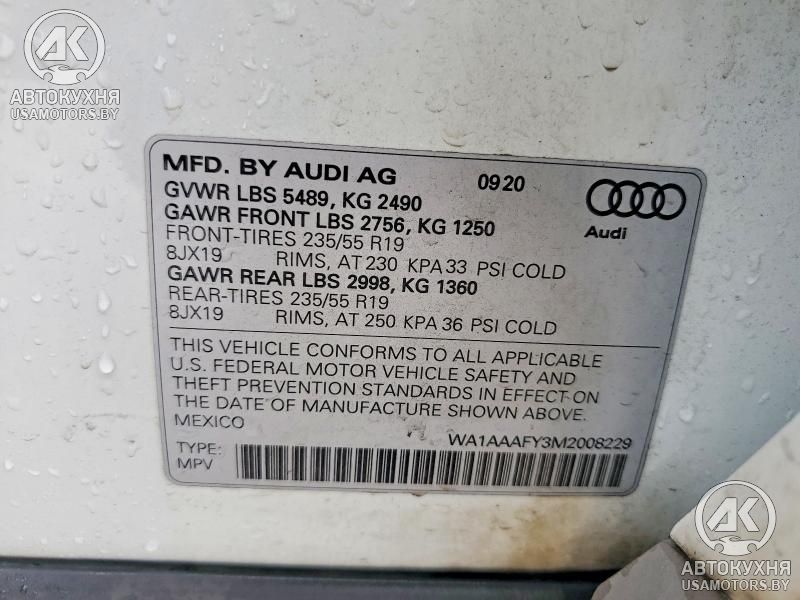 AK
АВТОКУХНЯ
USAMOTORS.BY
MFD. BY AUDI AG 0920
GVWR LBS 5489, KG 2490
GAWR FRONT LBS 2756, KG 1250
FRONT-TIRES 235/55 R19
8JX19 RIMS, AT 230 KPA 33 PSI COLD
GAWR REAR LBS 2998, KG 1360
REAR-TIRES 235/55 R19
8JX19 RIMS, AT 250 KPA 36 PSI COLD
Audi
THIS VEHICLE CONFORMS TO ALL APPLICABLE
U.S. FEDERAL MOTOR VEHICLE SAFETY AND
THEFT PREVENTION STANDARDS IN EFFECT ON
THE DATE OF MANUFACTURE SHOWN ABOVE.
MEXICO
WA1AAAFY3M2008229
TYPE:
MPV
AK
АВТОКУХНЯ
USAMOTORS.BY